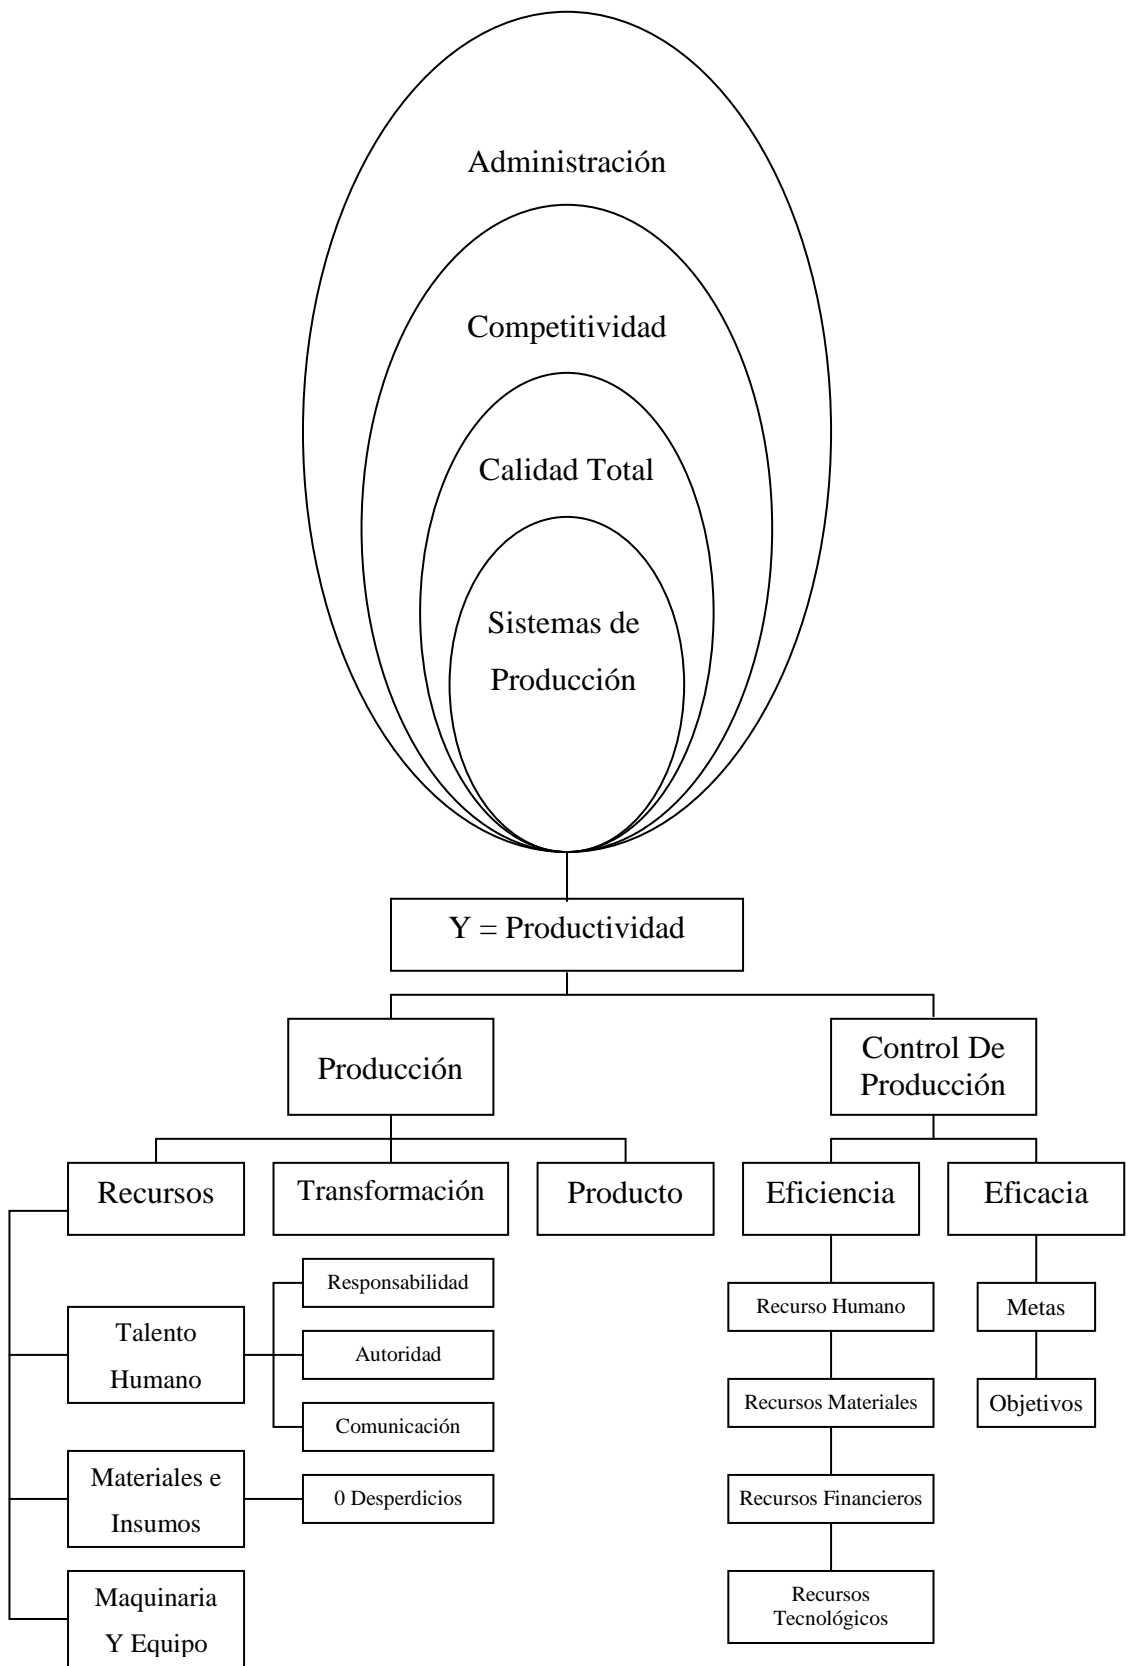 Administración
Competitividad
Calidad Total
Sistemas de
Producción
Y = Productividad
Producción
Control De
Producción
Recursos
Transformación
Producto
Eficiencia
Eficacia
Responsabilidad
Talento
Humano
Autoridad
Comunicación
Materiales e
Insumos
0 Desperdicios
Maquinaria
Y Equipo
Recurso Humano
Recursos Materiales
Recursos Financieros
Recursos
Tecnológicos
Metas
Objetivos